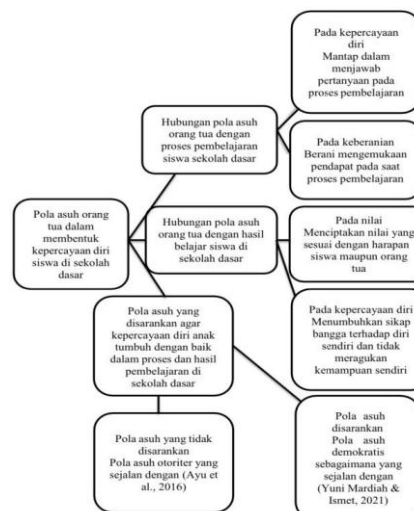 Pada kepercayaan
diri
Mantap dalam
menjawab
pertanyaan pada
proses pembelajaran
Hubungan pola asuh
orang tua dengan
proses pembelajaran
siswa sekolah dasar
Pada keberanian
Berani mengemukaan
pendapat pada saat
proses pembelajaran
Pola asuh orang tua
dalam membentuk
kepercayaan diri
siswa di sekolah
dasar
Hubungan pola asuh
orang tua dengan hasil
belajar siswa di
sekolah dasar
Pada nilai
Menciptakan nilai yang
sesuai dengan harapan
siswa maupun orang
tua
Pada kepercayaan diri
Menumbuhkan sikap
bangga terhadap diri
sendiri dan tidak
meragukan
kemampuan sendiri
Pola asuh yang
disarankan agar
kepercayaan diri anak
tumbuh dengan baik
dalam proses dan hasil
pembelajaran di
sekolah dasar
Pola asuh yang tidak
disarankan
Pola asuh otoriter yang
sejalan dengan (Ayu et
al., 2016)
Pola asuh
disarankan
Pola asuh
demokratis
sebagaimana yang
sejalan dengan
(Yuni Mardiah &
Ismet, 2021)